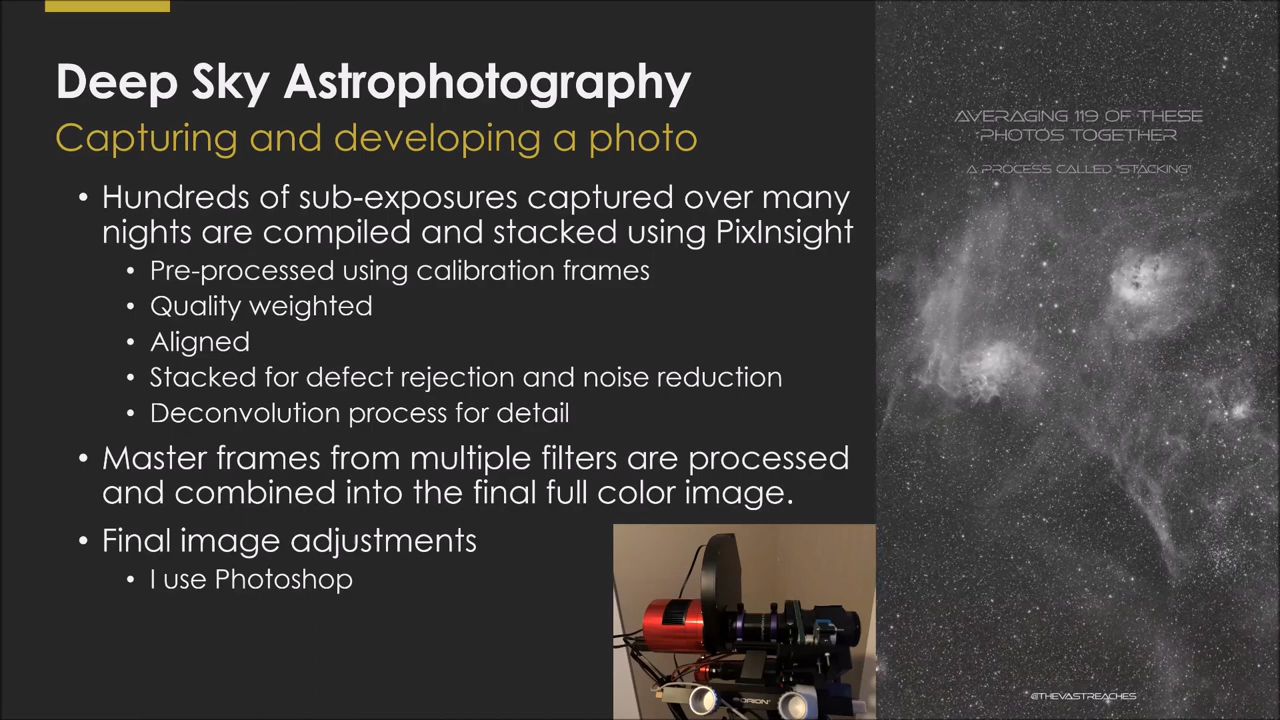 Deep Sky Astrophotography
Capturing and developing a photo
• Hundreds of sub-exposures captured over many
nights are compiled and stacked using PixInsight
• Pre-processed using calibration frames
• Quality weighted
• Aligned
• Stacked for defect rejection and noise reduction
• Deconvolution process for detail
• Master frames from multiple filters are processed
and combined into the final full color image.
• Final image adjustments
• I use Photoshop
AVERAGING 119 OF THESE
PHOTOS TOGETHER
A PROCESS CALLED "STACKING"
ORION
@THEVASTREACHES